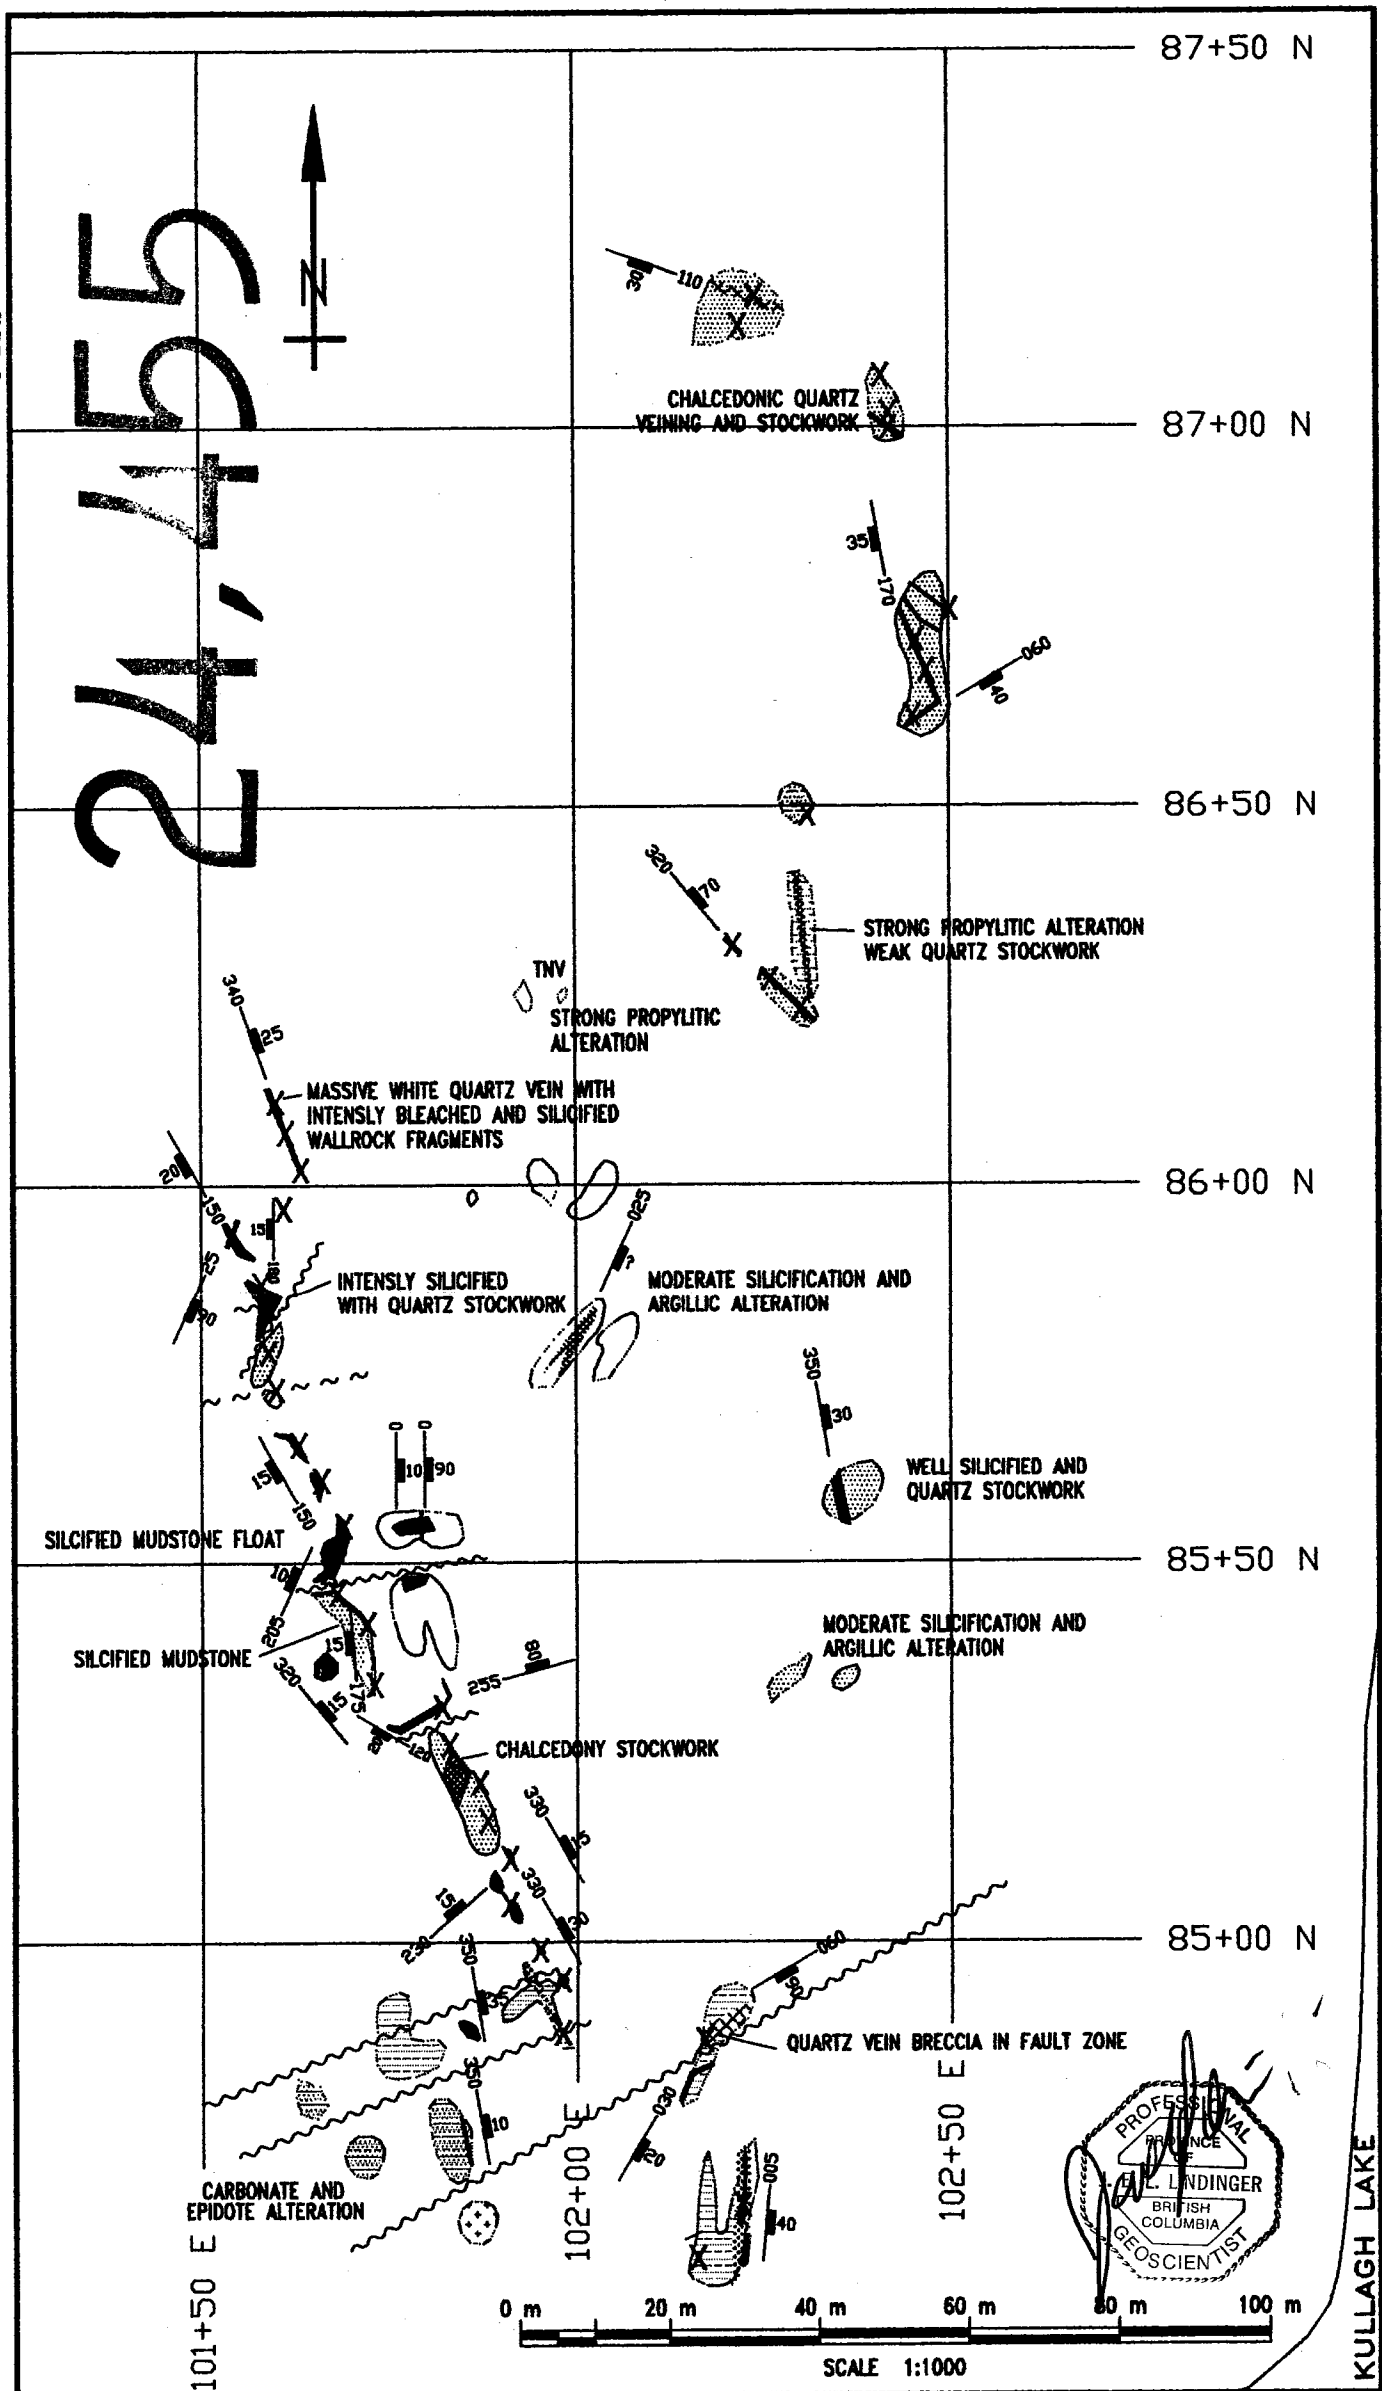 87+50 N
24,455
N
30
110
CHALCEDONIC QUARTZ
VEINING AND STOCKWORK
87+00 N
35
170
060
40
86+50 N
320
70
STRONG PROPYLITIC ALTERATION
WEAK QUARTZ STOCKWORK
TNV
STRONG PROPYLITIC
ALTERATION
340
25
MASSIVE WHITE QUARTZ VEIN WITH
INTENSLY BLEACHED AND SILICIFIED
WALLROCK FRAGMENTS
20
150
86+00 N
15
180
025
?
25
90
INTENSLY SILICIFIED
WITH QUARTZ STOCKWORK
MODERATE SILICIFICATION AND
ARGILLIC ALTERATION
350
30
0
0
10
90
15
150
WELL SILICIFIED AND
QUARTZ STOCKWORK
SILCIFIED MUDSTONE FLOAT
85+50 N
10
205
SILCIFIED MUDSTONE
15
175
320
15
MODERATE SILICIFICATION AND
ARGILLIC ALTERATION
80
255
20
120
CHALCEDONY STOCKWORK
330
15
330
30
15
230
85+00 N
350
35
060
90
QUARTZ VEIN BRECCIA IN FAULT ZONE
350
10
030
20
CARBONATE AND
EPIDOTE ALTERATION
005
40
101+50 E
102+00 E
102+50 E
PROFESSIONAL
PROVINCE
OF
L. LINDINGER
BRITISH
COLUMBIA
GEOSCIENTIST
KULLAGH LAKE
0 m 20 m 40 m 60 m 80 m 100 m
SCALE 1:1000